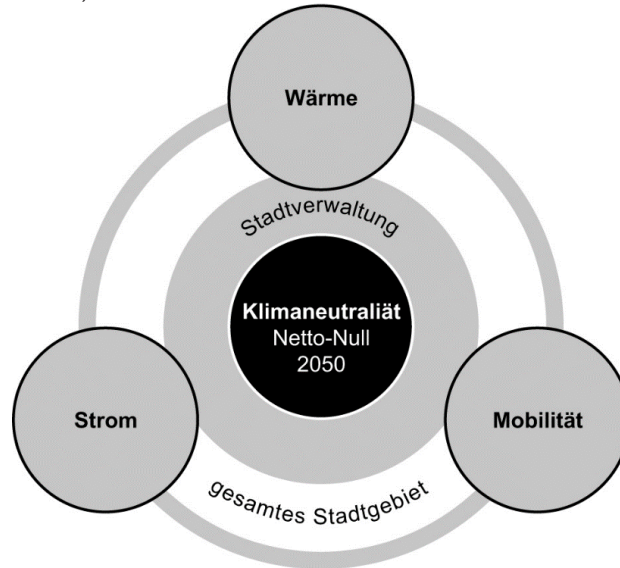 Wärme
Stadtverwaltung
Klimaneutraliät
Netto-Null
2050
Strom
Mobilität
gesamtes Stadtgebiet